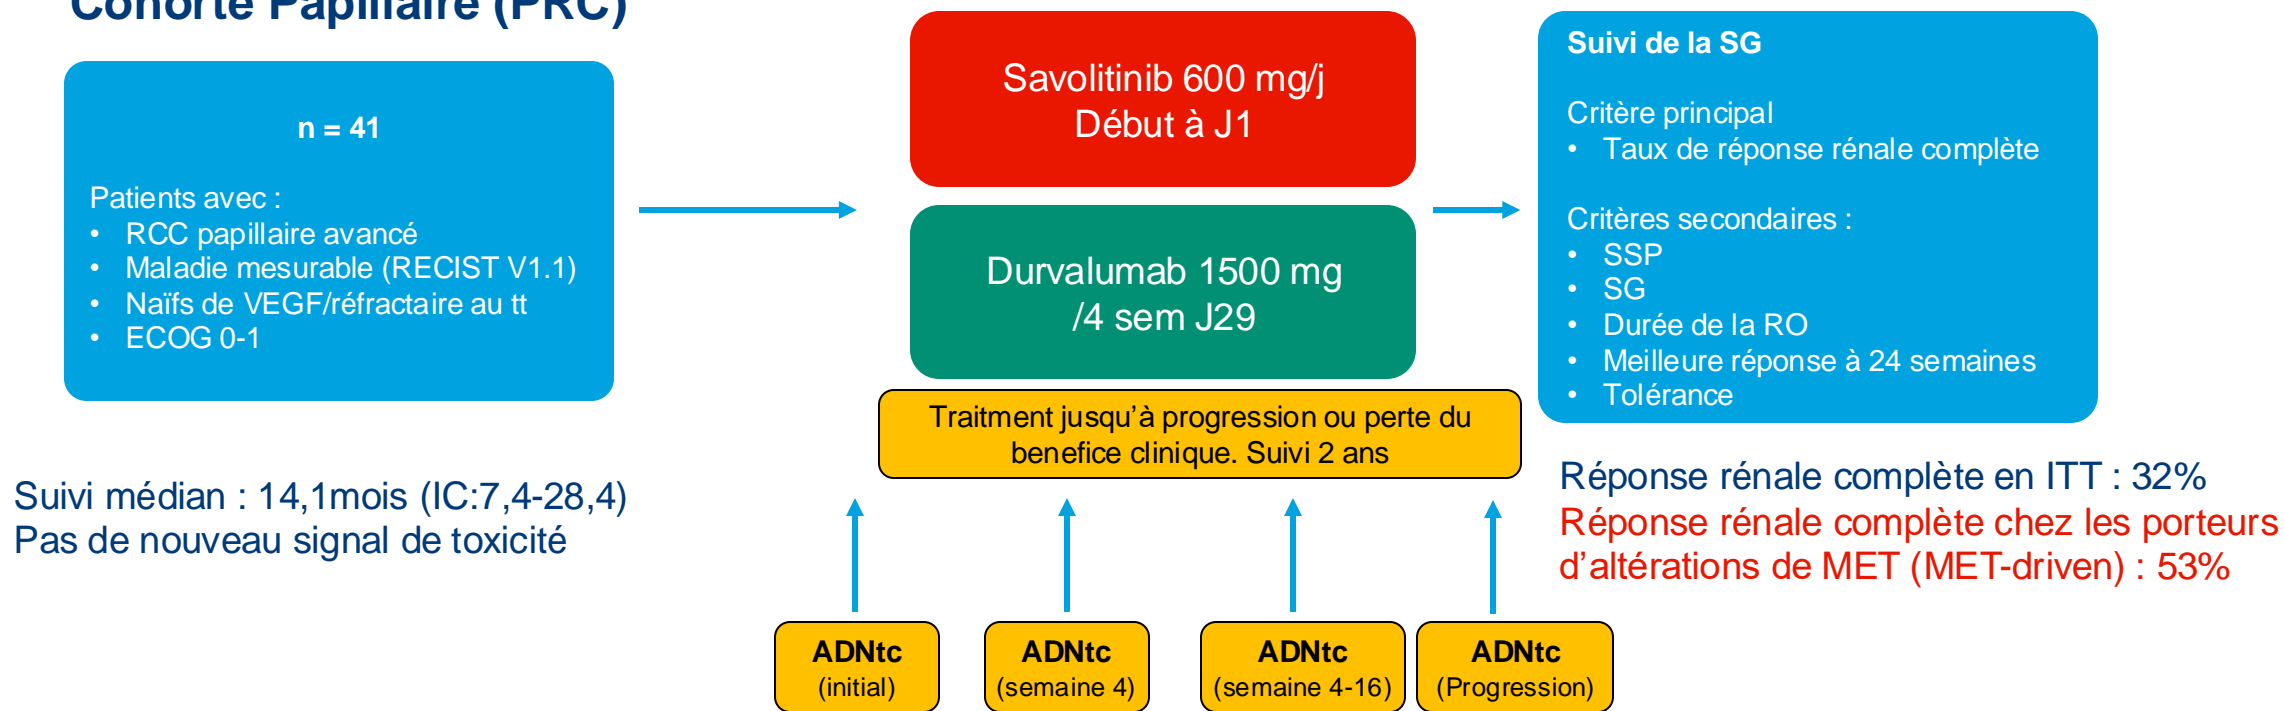 Cohorte Papillaire (PRC)
n = 41
Patients avec :
• RCC papillaire avancé
• Maladie mesurable (RECIST V1.1)
• Naïfs de VEGF/réfractaire au tt
• ECOG 0-1
Suivi médian : 14,1mois (IC:7,4-28,4)
Pas de nouveau signal de toxicité
Savolitinib 600 mg/j
Début à J1
Durvalumab 1500 mg
/4 sem J29
Traitment jusqu’à progression ou perte du
benefice clinique. Suivi 2 ans
ADNtc
(initial)
ADNtc
(semaine 4)
ADNtc
(semaine 4-16)
ADNtc
(Progression)
Suivi de la SG
Critère principal
• Taux de réponse rénale complète
Critères secondaires :
• SSP
• SG
• Durée de la RO
• Meilleure réponse à 24 semaines
• Tolérance
Réponse rénale complète en ITT : 32%
Réponse rénale complète chez les porteurs
d’altérations de MET (MET-driven) : 53%